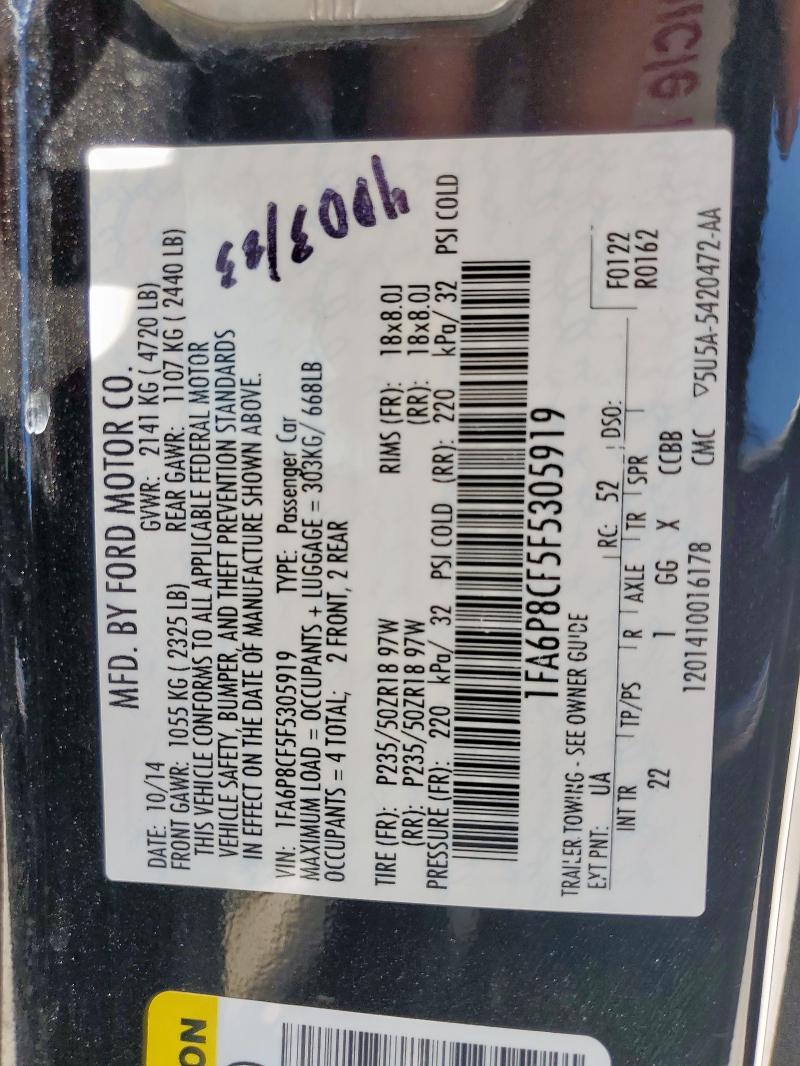 MFD. BY FORD MOTOR CO.
DATE: 10/14 GVWR: 2141 KG ( 4720 LB)
FRONT GAWR: 1055 KG ( 2325 LB) REAR GAWR: 1107 KG ( 2440 LB)
THIS VEHICLE CONFORMS TO ALL APPLICABLE FEDERAL MOTOR
VEHICLE SAFETY, BUMPER, AND THEFT PREVENTION STANDARDS
IN EFFECT ON THE DATE OF MANUFACTURE SHOWN ABOVE.
VIN: 1FA6P8CF5F5305919 TYPE: Passenger Car
MAXIMUM LOAD = OCCUPANTS + LUGGAGE = 303KG/ 668LB
OCCUPANTS = 4 TOTAL; 2 FRONT, 2 REAR
TIRE (FR): P235/50ZR18 97W RIMS (FR): 18x8.0J
(RR): P235/50ZR18 97W (RR): 18x8.0J
PRESSURE (FR): 220 kPa/ 32 PSI COLD (RR): 220 kPa/ 32 PSI COLD
1FA6P8CF5F5305919
TRAILER TOWING - SEE OWNER GUIDE
EXT PNT: UA RC: 52 DSO: F0122
R0162
INT TR TP/PS R AXLE TR SPR
22 1 GG X CCBB
1201410016178 CMC ▽5U5A-5420472-AA
ON